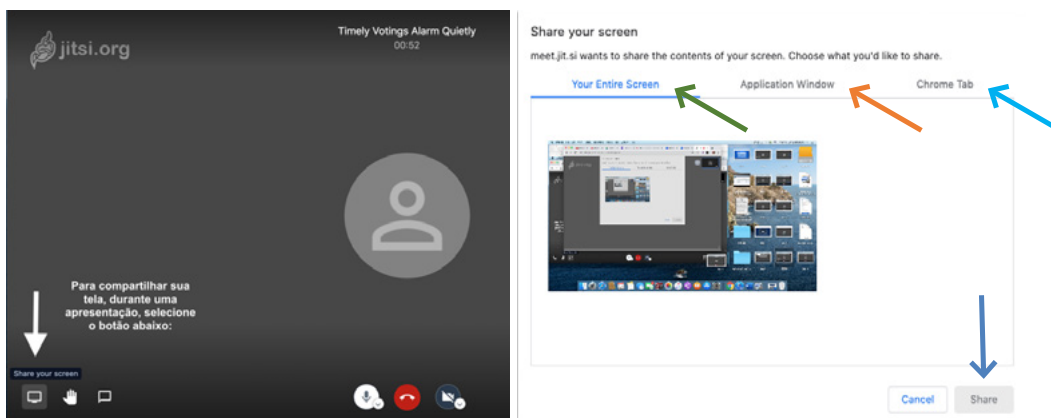 jitsi.org
Timely Votings Alarm Quietly
00:52
Para compartilhar sua
tela, durante uma
apresentação, selecione
o botão abaixo:
Share your screen
Share your screen
meet.jit.si wants to share the contents of your screen. Choose what you'd like to share.
Your Entire Screen
Application Window
Chrome Tab
Cancel
Share